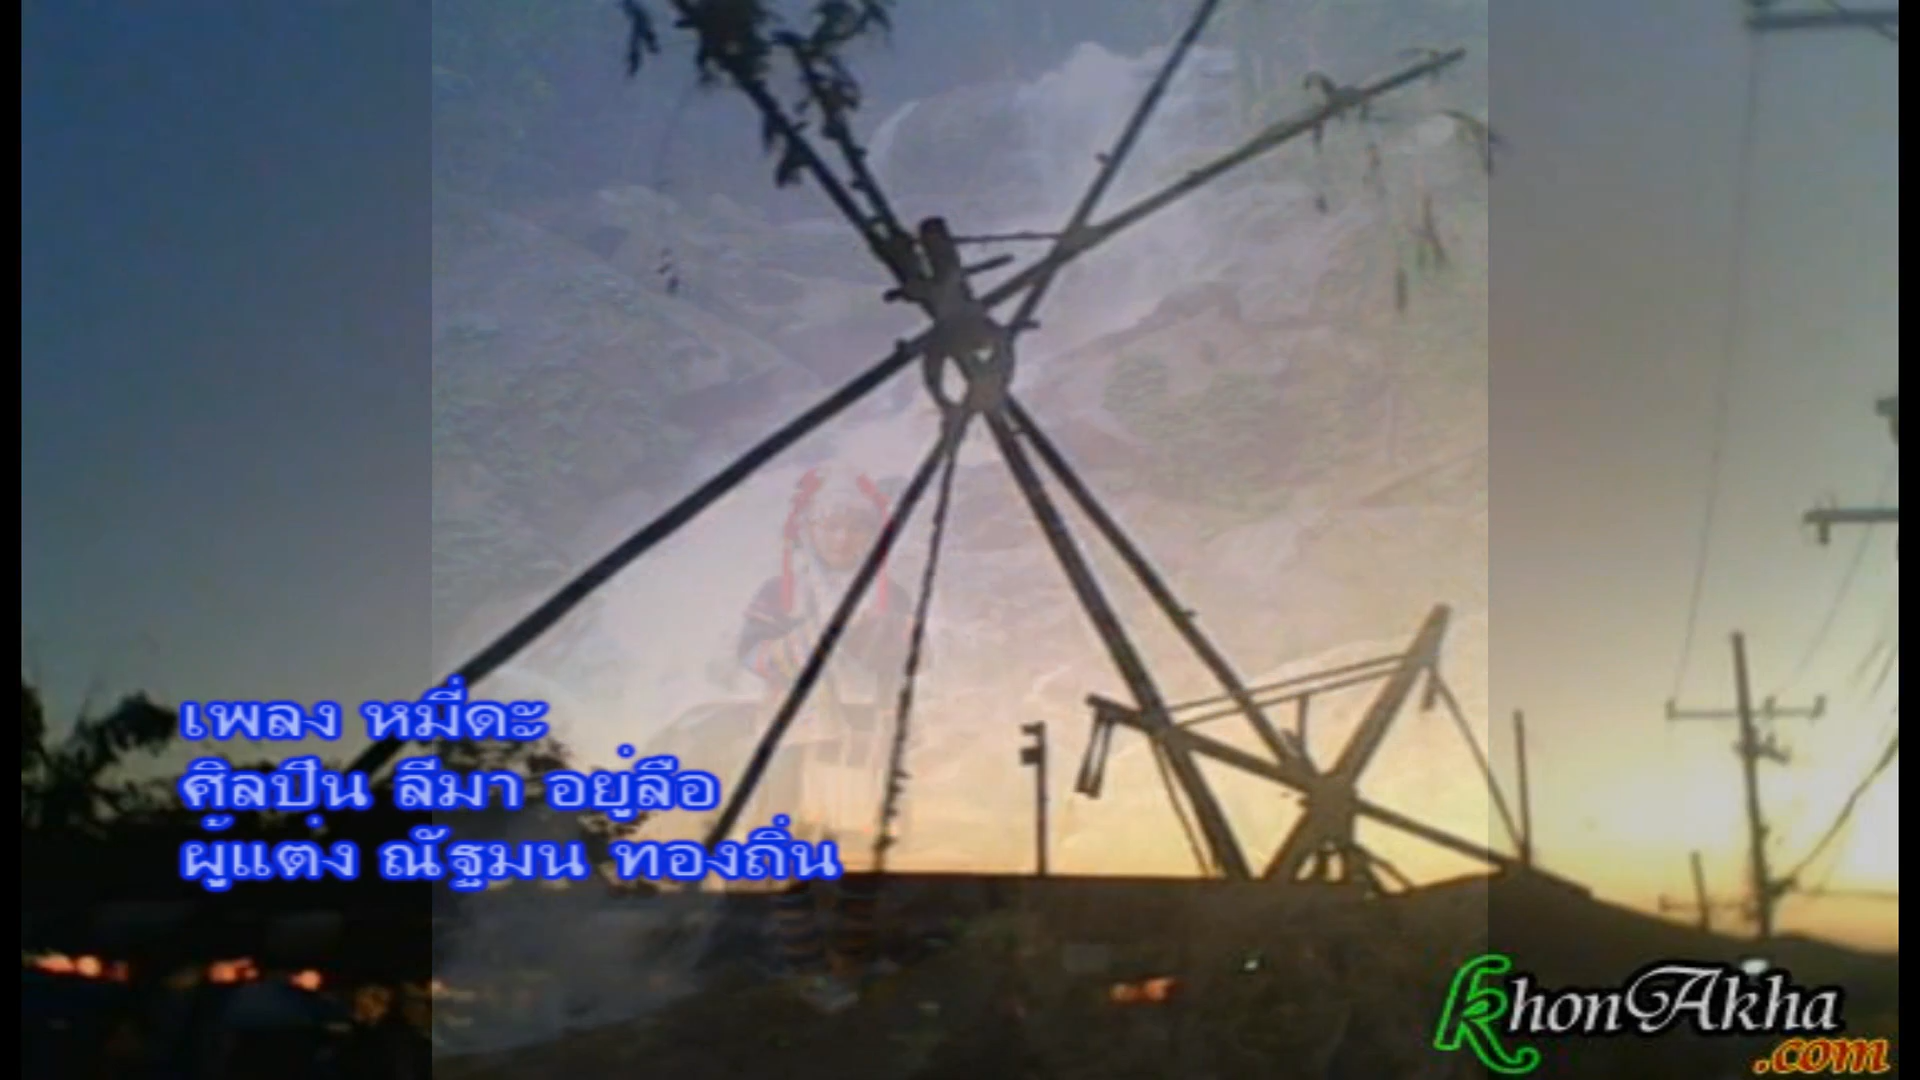 เพลง หมี่ดะ
ศิลปิน ลีมา อยู่ลือ
ผู้แต่ง ณัฐมน ทองถิ่น
KhonAkha
.com